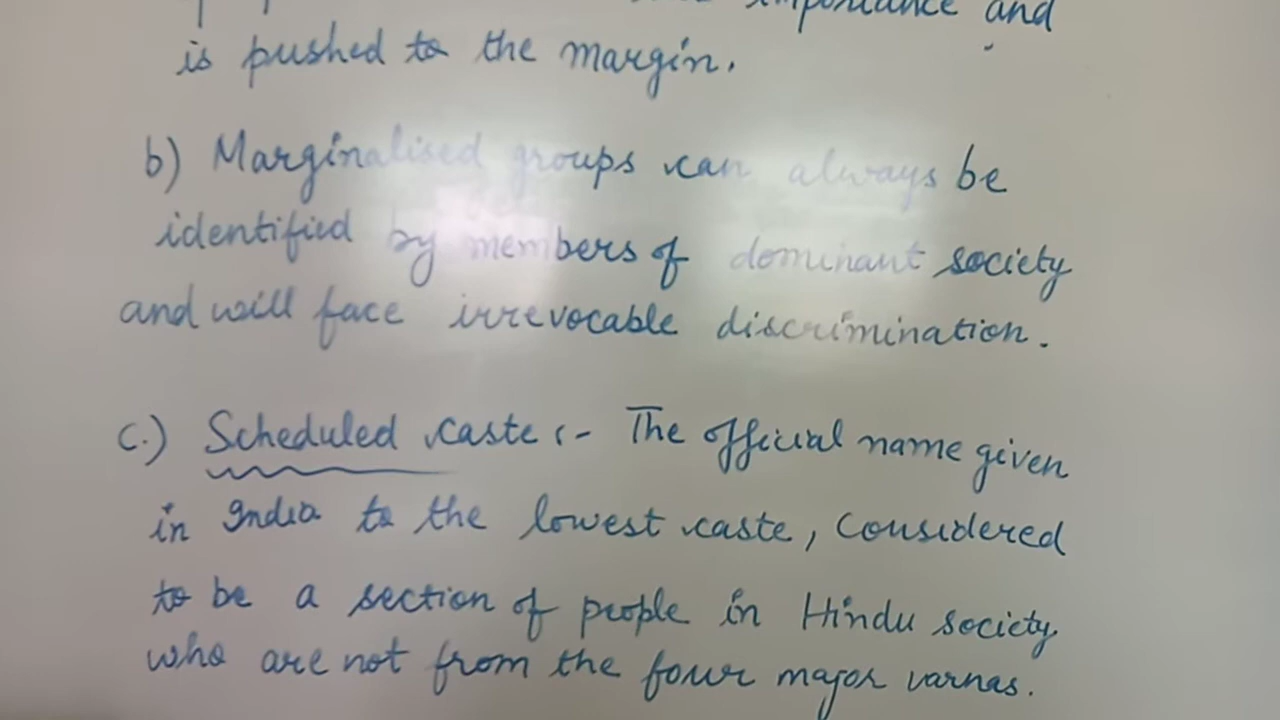 importance and
is pushed to the margin.
b) Marginalised groups can always be
identified by members of dominant society
and will face irrevocable discrimination.
c.) Scheduled caste :- The official name given
in India to the lowest caste, Considered
to be a section of people in Hindu society
who are not from the four major varnas.